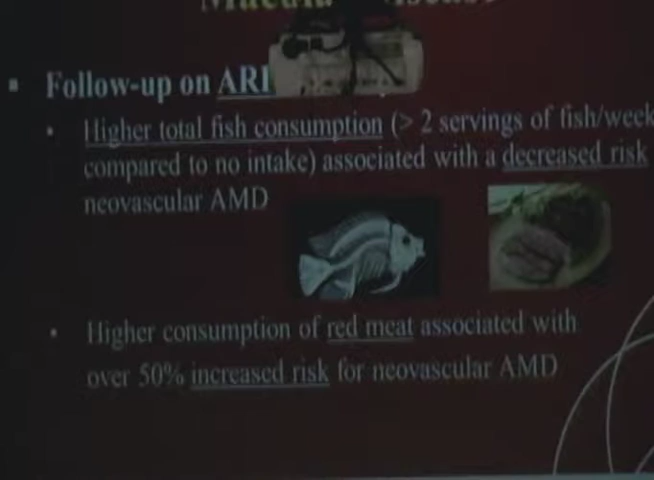 ▪ Follow-up on
• Higher total fish consumption (> 2 servings of fish/week
compared to no intake) associated with a decreased risk
neovascular AMD
• Higher consumption of red meat associated with
over 50% increased risk for neovascular AMD